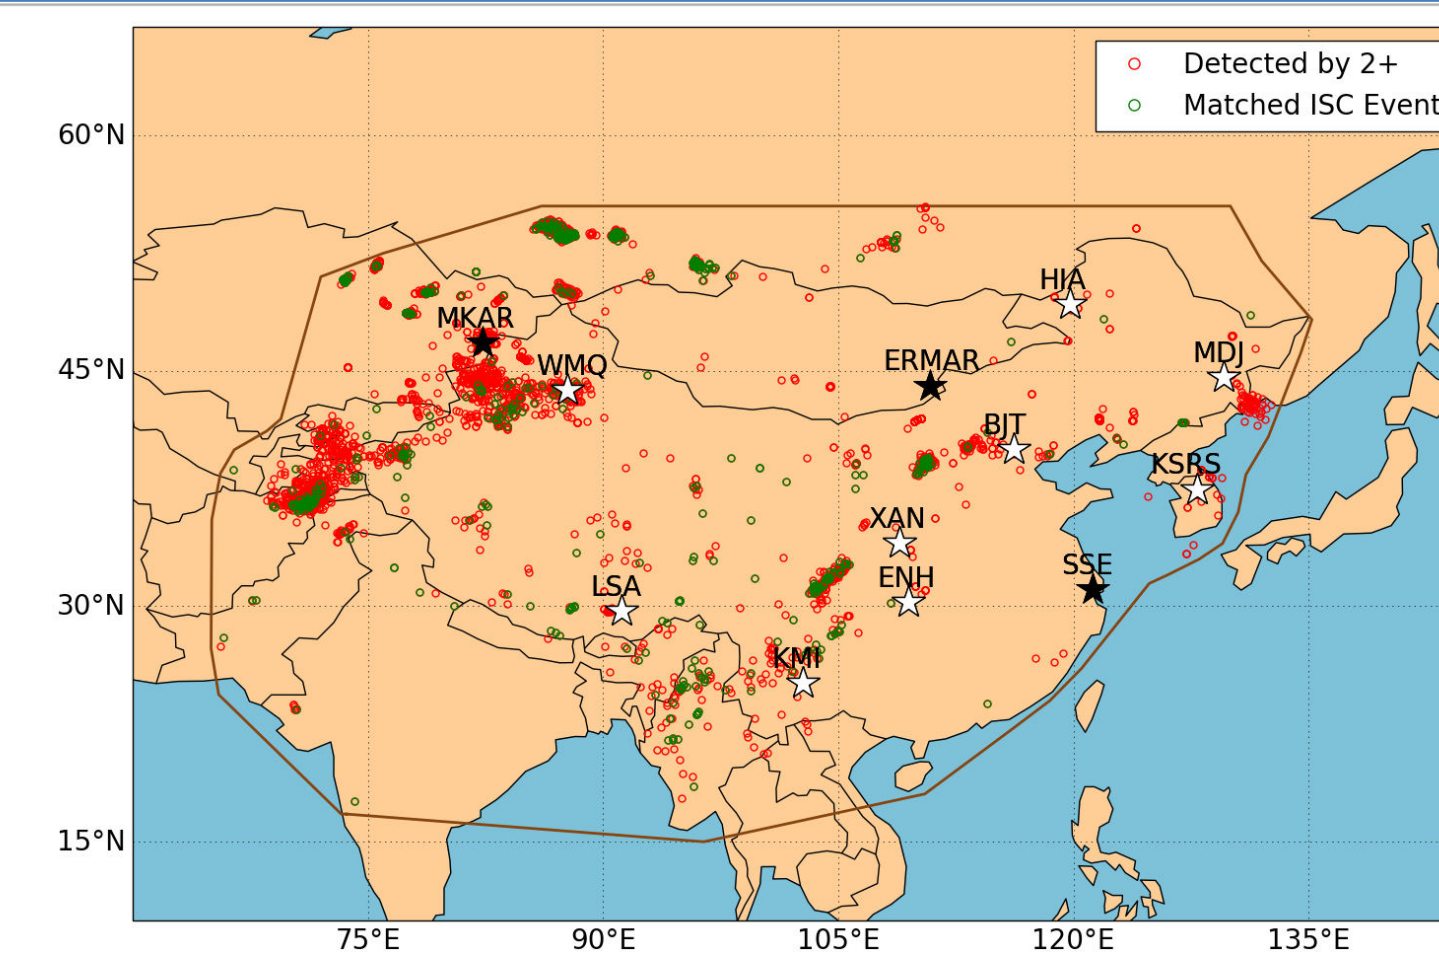 Detected by 2+
Matched ISC Event
60°N
HIA
MKAR
ERMAR
MDJ
WMQ
45°N
BJT
KSRS
XAN
SSE
ENH
LSA
30°N
KMI
15°N
75°E
90°E
105°E
120°E
135°E